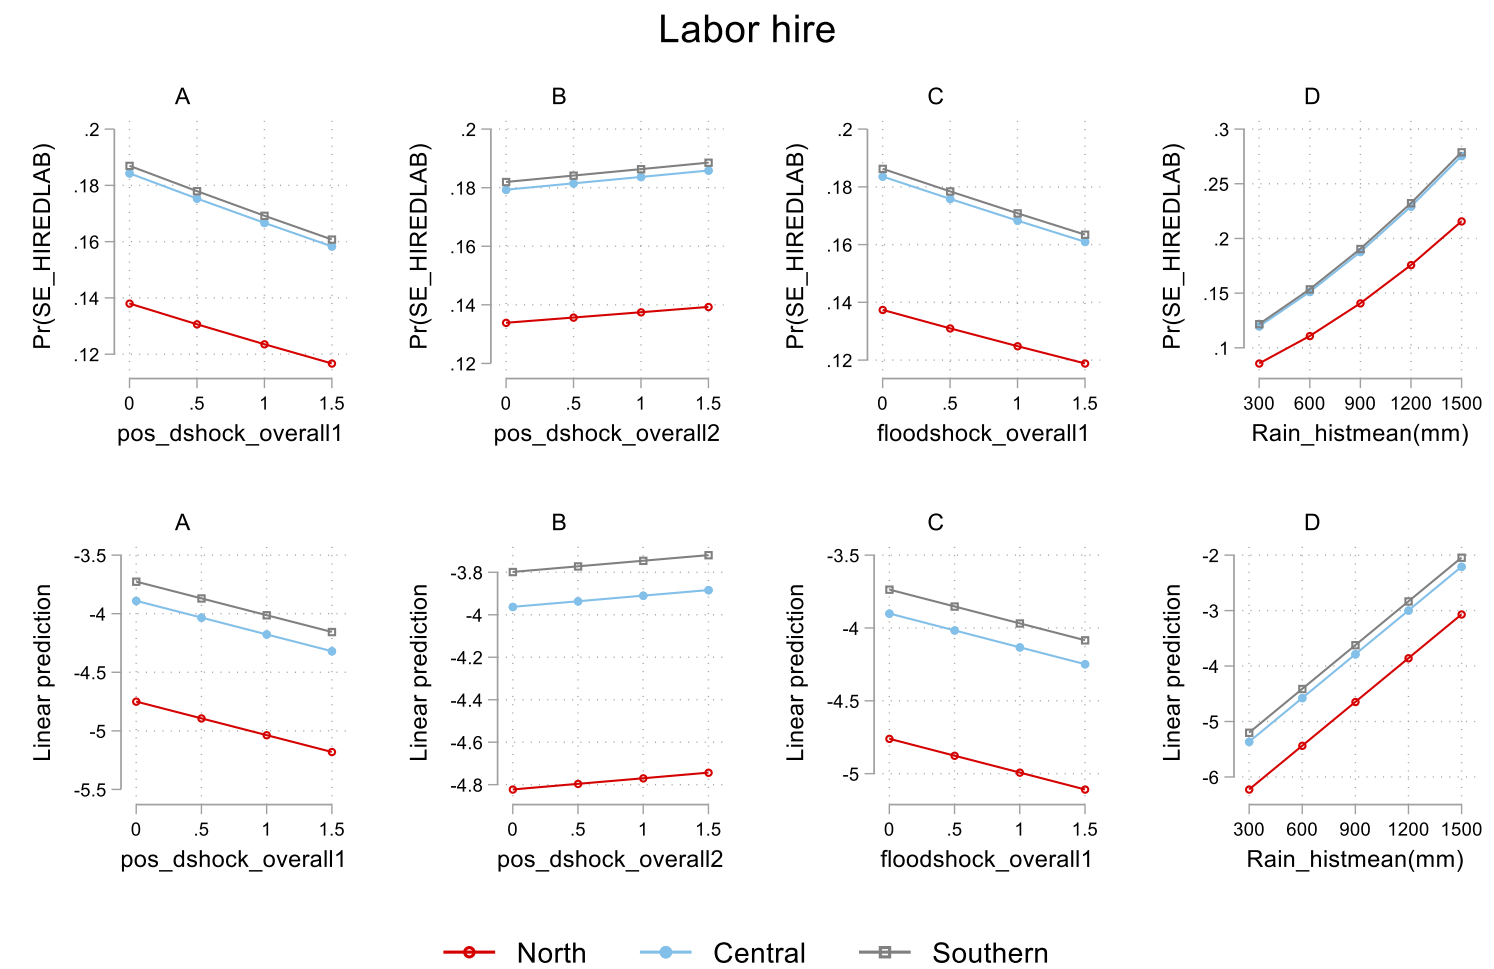 Labor hire
A
B
C
D
Pr(SE_HIREDLAB)
.2
.18
.16
.14
.12
0 .5 1 1.5
pos_dshock_overall1
Pr(SE_HIREDLAB)
.2
.18
.16
.14
.12
0 .5 1 1.5
pos_dshock_overall2
Pr(SE_HIREDLAB)
.2
.18
.16
.14
.12
0 .5 1 1.5
floodshock_overall1
Pr(SE_HIREDLAB)
.3
.25
.2
.15
.1
300 600 900 1200 1500
Rain_histmean(mm)
A
B
C
D
Linear prediction
-3.5
-4
-4.5
-5
-5.5
0 .5 1 1.5
pos_dshock_overall1
Linear prediction
-3.8
-4
-4.2
-4.4
-4.6
-4.8
0 .5 1 1.5
pos_dshock_overall2
Linear prediction
-3.5
-4
-4.5
-5
0 .5 1 1.5
floodshock_overall1
Linear prediction
-2
-3
-4
-5
-6
300 600 900 1200 1500
Rain_histmean(mm)
North Central Southern